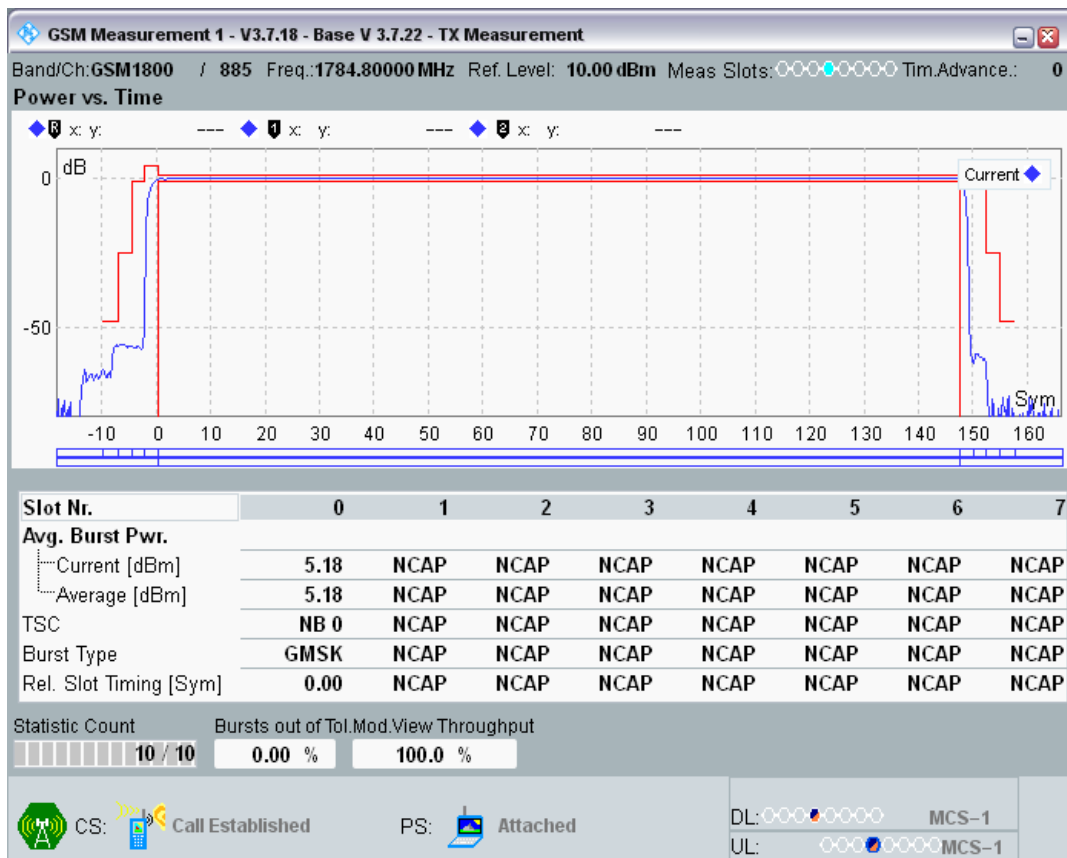 GSM Measurement 1 - V3.7.18 - Base V 3.7.22 - TX Measurement
Band/Ch:GSM1800 / 885 Freq.:1784.80000 MHz Ref. Level: 10.00 dBm Meas Slots: Tim.Advance.: 0
Power vs. Time
R x: y: --- 1 x: y: --- 2 x: y: ---
dB
Current
0
-50
Sym
-10 0 10 20 30 40 50 60 70 80 90 100 110 120 130 140 150 160
Slot Nr. 0 1 2 3 4 5 6 7
Avg. Burst Pwr.
Current [dBm] 5.18 NCAP NCAP NCAP NCAP NCAP NCAP NCAP
Average [dBm] 5.18 NCAP NCAP NCAP NCAP NCAP NCAP NCAP
TSC NB 0 NCAP NCAP NCAP NCAP NCAP NCAP NCAP
Burst Type GMSK NCAP NCAP NCAP NCAP NCAP NCAP NCAP
Rel. Slot Timing [Sym] 0.00 NCAP NCAP NCAP NCAP NCAP NCAP NCAP
Statistic Count Bursts out of Tol. Mod.View Throughput
10 / 10 0.00 % 100.0 %
CS: Call Established PS: Attached
DL: MCS-1
UL: MCS-1